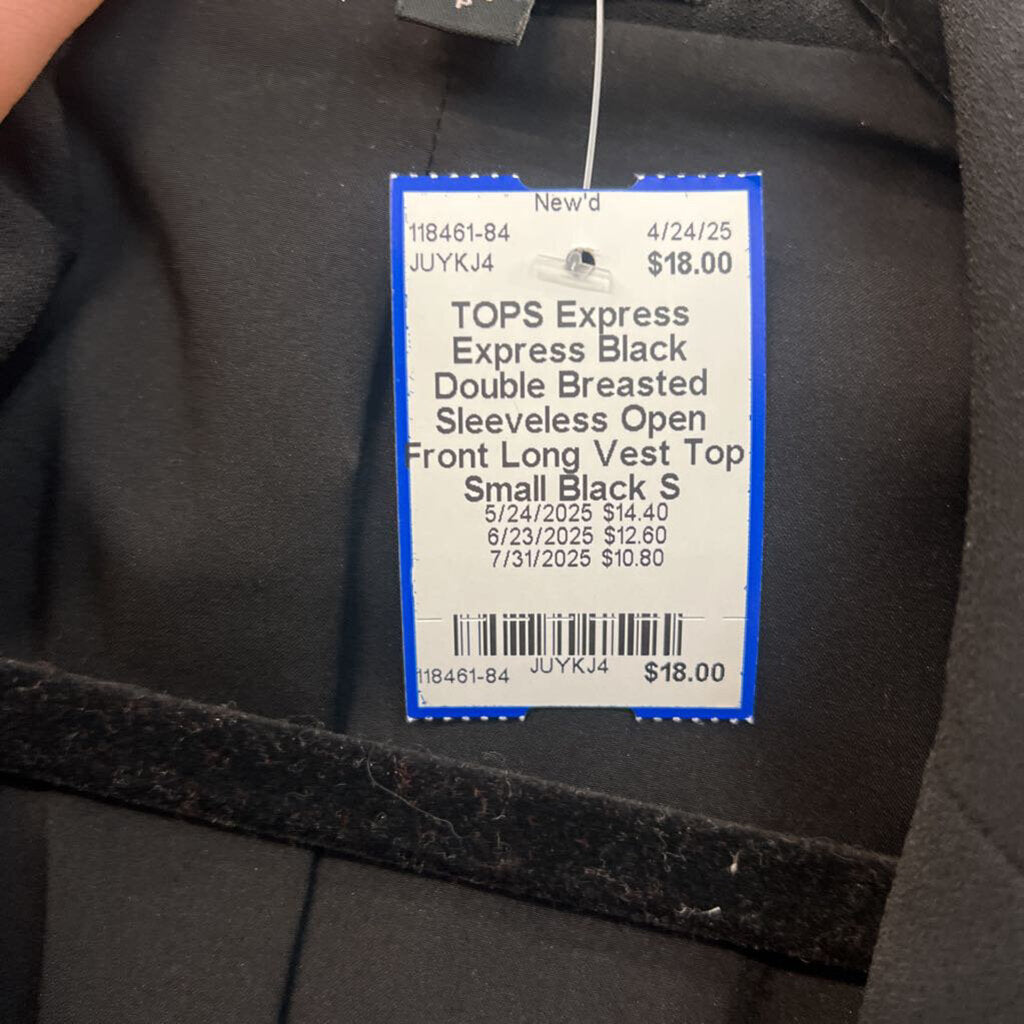 New'd
118461-84 4/24/25
JUYKJ4 $18.00
TOPS Express
Express Black
Double Breasted
Sleeveless Open
Front Long Vest Top
Small Black S
5/24/2025 $14.40
6/23/2025 $12.60
7/31/2025 $10.80
118461-84 JUYKJ4 $18.00